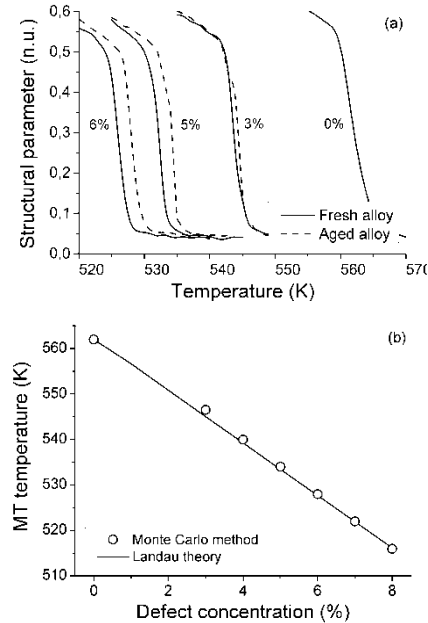 (a)
0,6
0,5
0,4
0,3
0,2
0,1
0,0
Structural parameter (n.u.)
6%
5%
3%
0%
Fresh alloy
Aged alloy
520
530
540
550
560
570
Temperature (K)
(b)
560
550
540
530
520
510
MT temperature (K)
Monte Carlo method
Landau theory
0
2
4
6
8
Defect concentration (%)